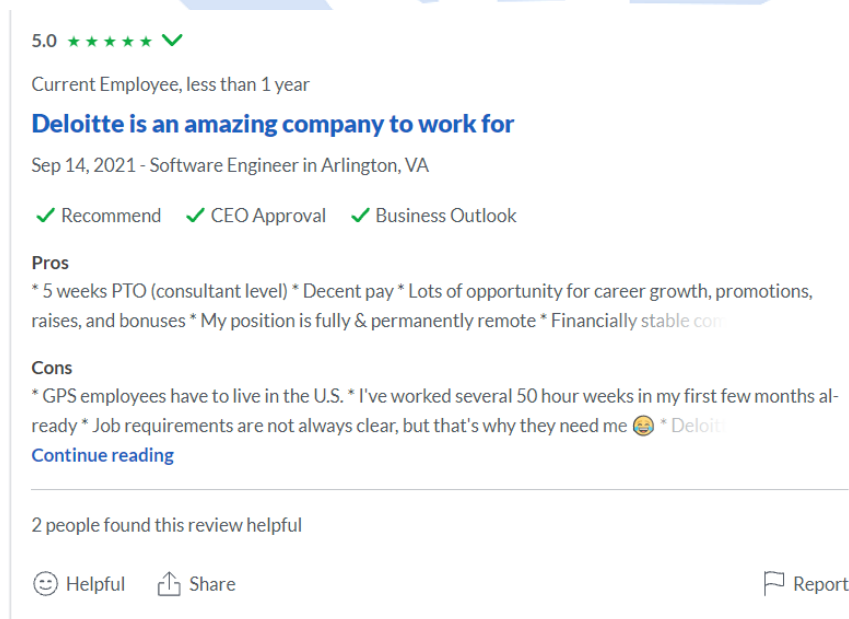 5.0
Current Employee, less than 1 year
Deloitte is an amazing company to work for
Sep 14, 2021 - Software Engineer in Arlington, VA
Recommend CEO Approval Business Outlook
Pros
* 5 weeks PTO (consultant level) * Decent pay * Lots of opportunity for career growth, promotions,
raises, and bonuses * My position is fully & permanently remote * Financially stable com
Cons
* GPS employees have to live in the U.S. * I've worked several 50 hour weeks in my first few months al-
ready * Job requirements are not always clear, but that's why they need me 😂 * Deloit
Continue reading
2 people found this review helpful
Helpful Share Report